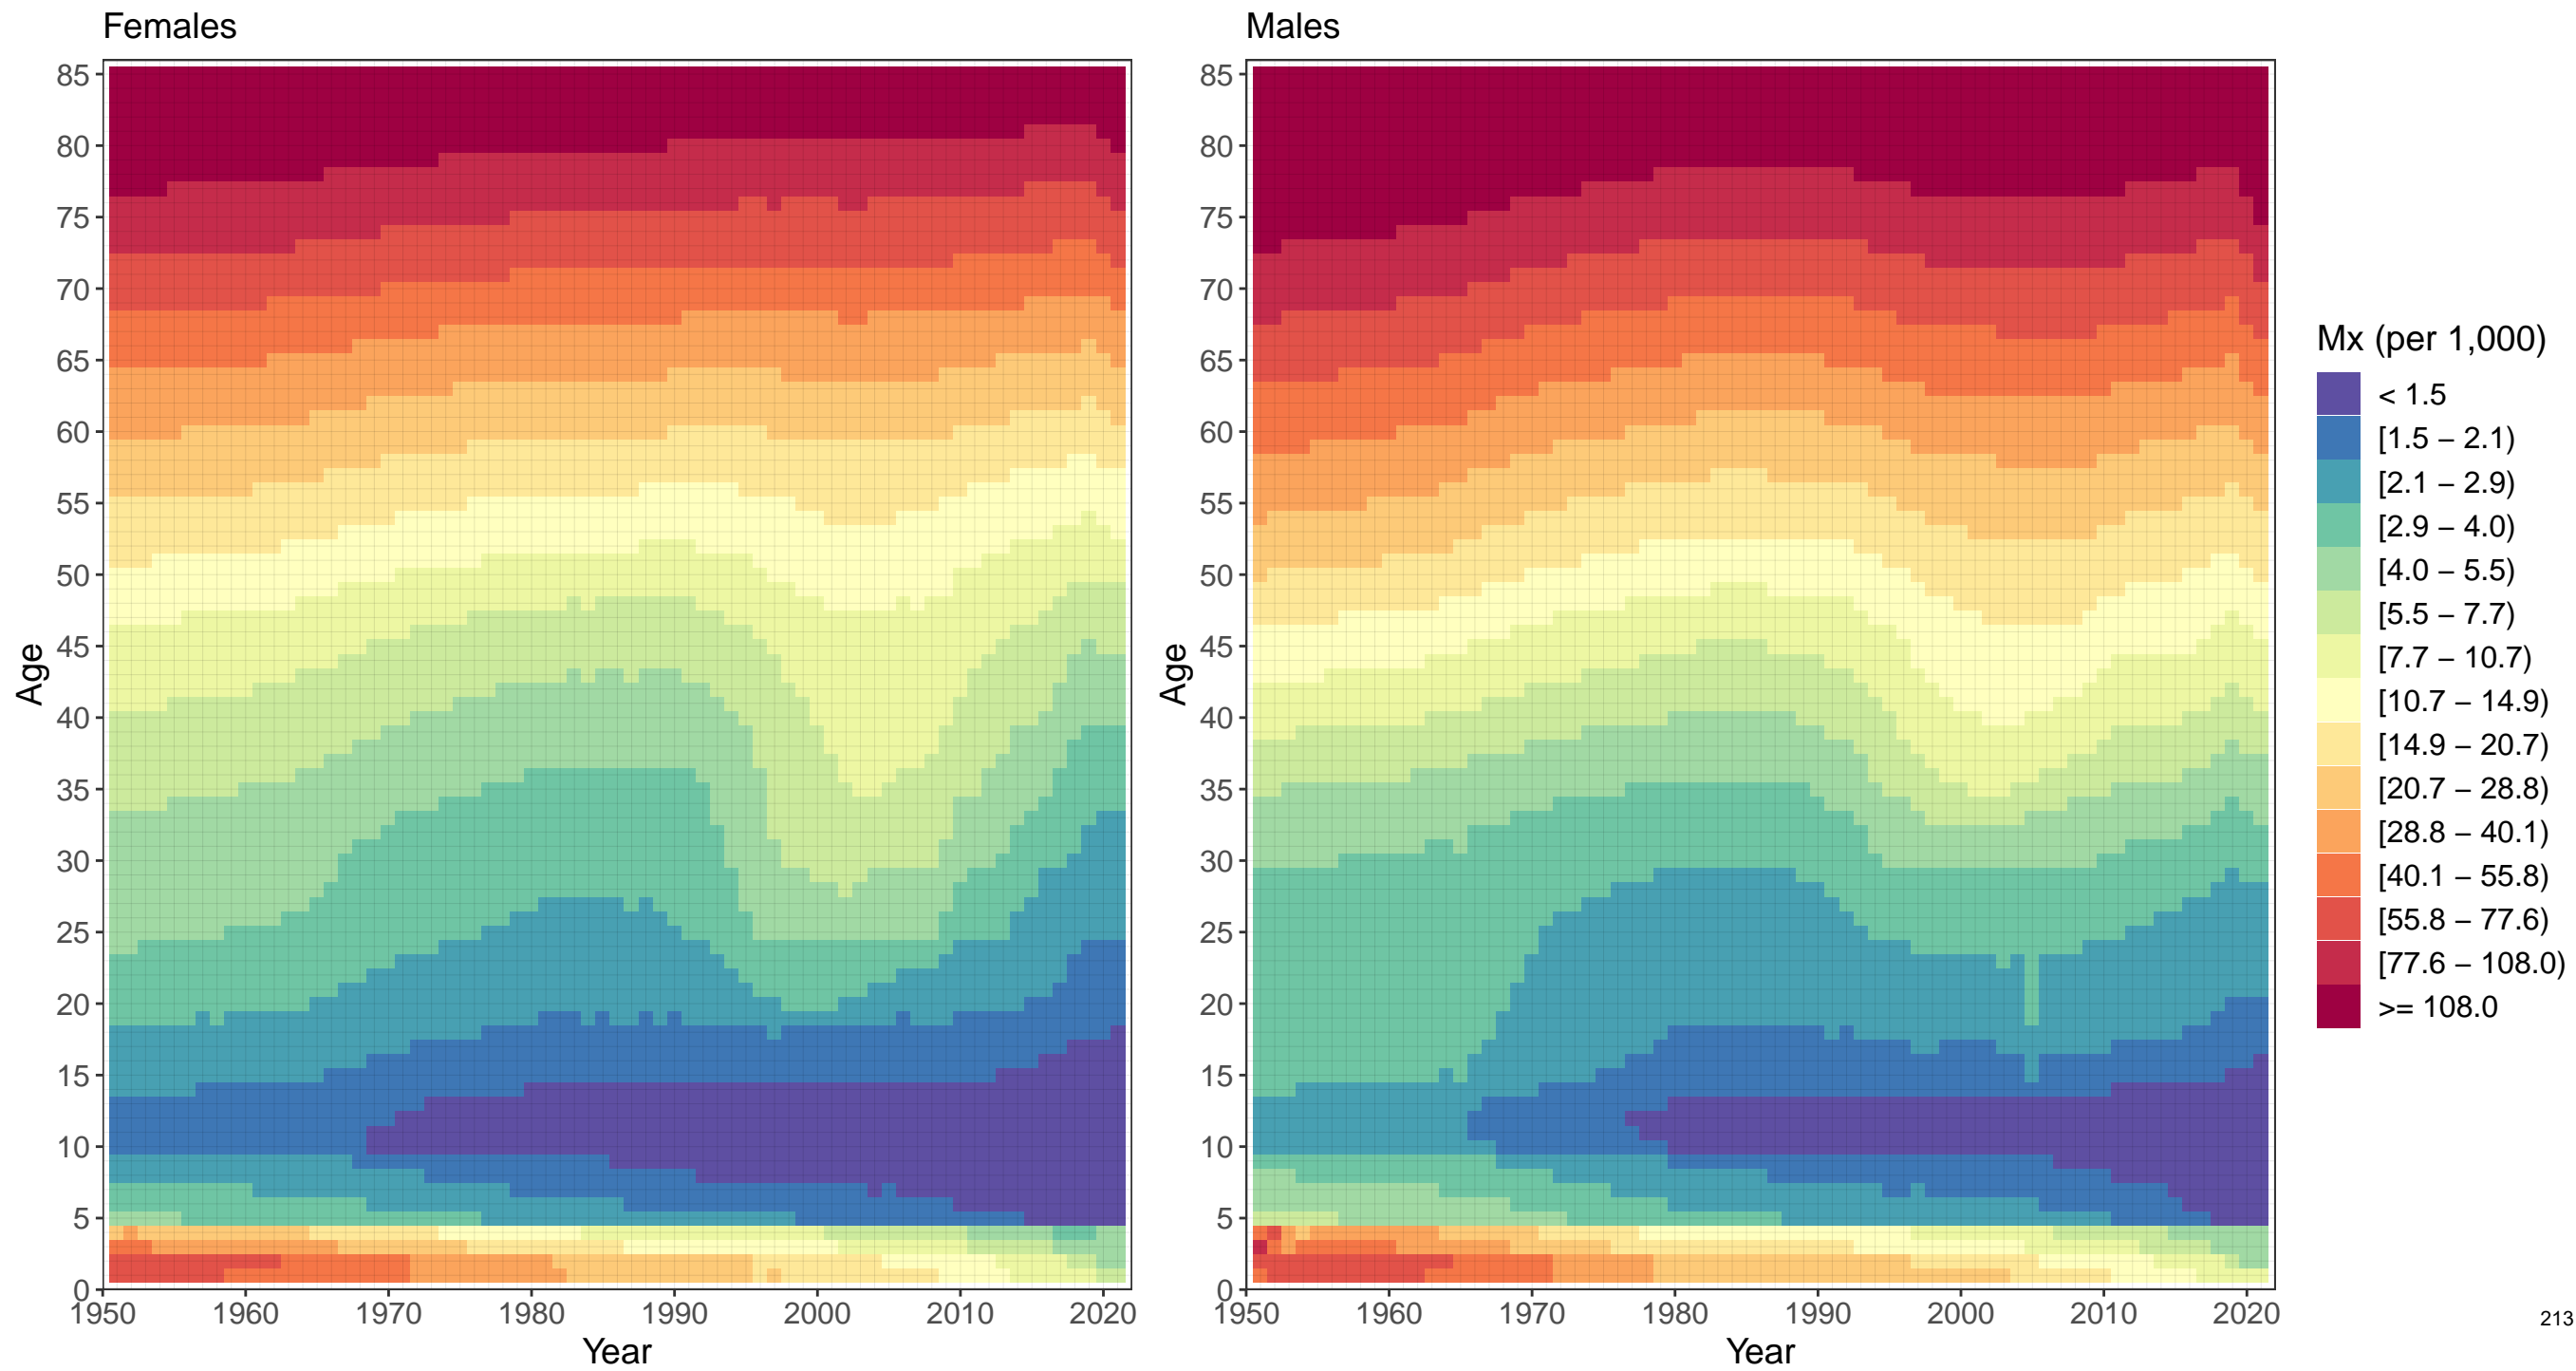 Females
85
80
75
70
65
60
55
50
45
40
35
30
25
20
15
10
5
0
Age
1950 1960 1970 1980 1990 2000 2010 2020
Year
Males
85
80
75
70
65
60
55
50
45
40
35
30
25
20
15
10
5
0
Age
1950 1960 1970 1980 1990 2000 2010 2020
Year
Mx (per 1,000)
< 1.5
[1.5 – 2.1)
[2.1 – 2.9)
[2.9 – 4.0)
[4.0 – 5.5)
[5.5 – 7.7)
[7.7 – 10.7)
[10.7 – 14.9)
[14.9 – 20.7)
[20.7 – 28.8)
[28.8 – 40.1)
[40.1 – 55.8)
[55.8 – 77.6)
[77.6 – 108.0)
>= 108.0
213